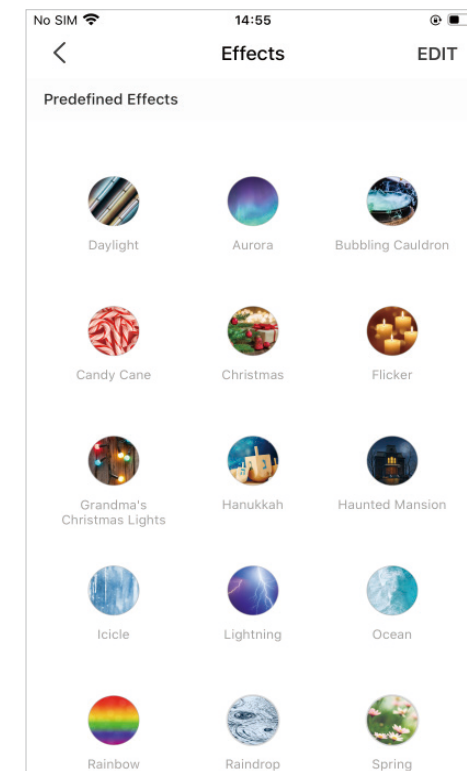 No SIM 14:55
Effects EDIT
Predefined Effects
Daylight Aurora Bubbling Cauldron
Candy Cane Christmas Flicker
Grandma's
Christmas Lights Hanukkah Haunted Mansion
Icicle Lightning Ocean
Rainbow Raindrop Spring